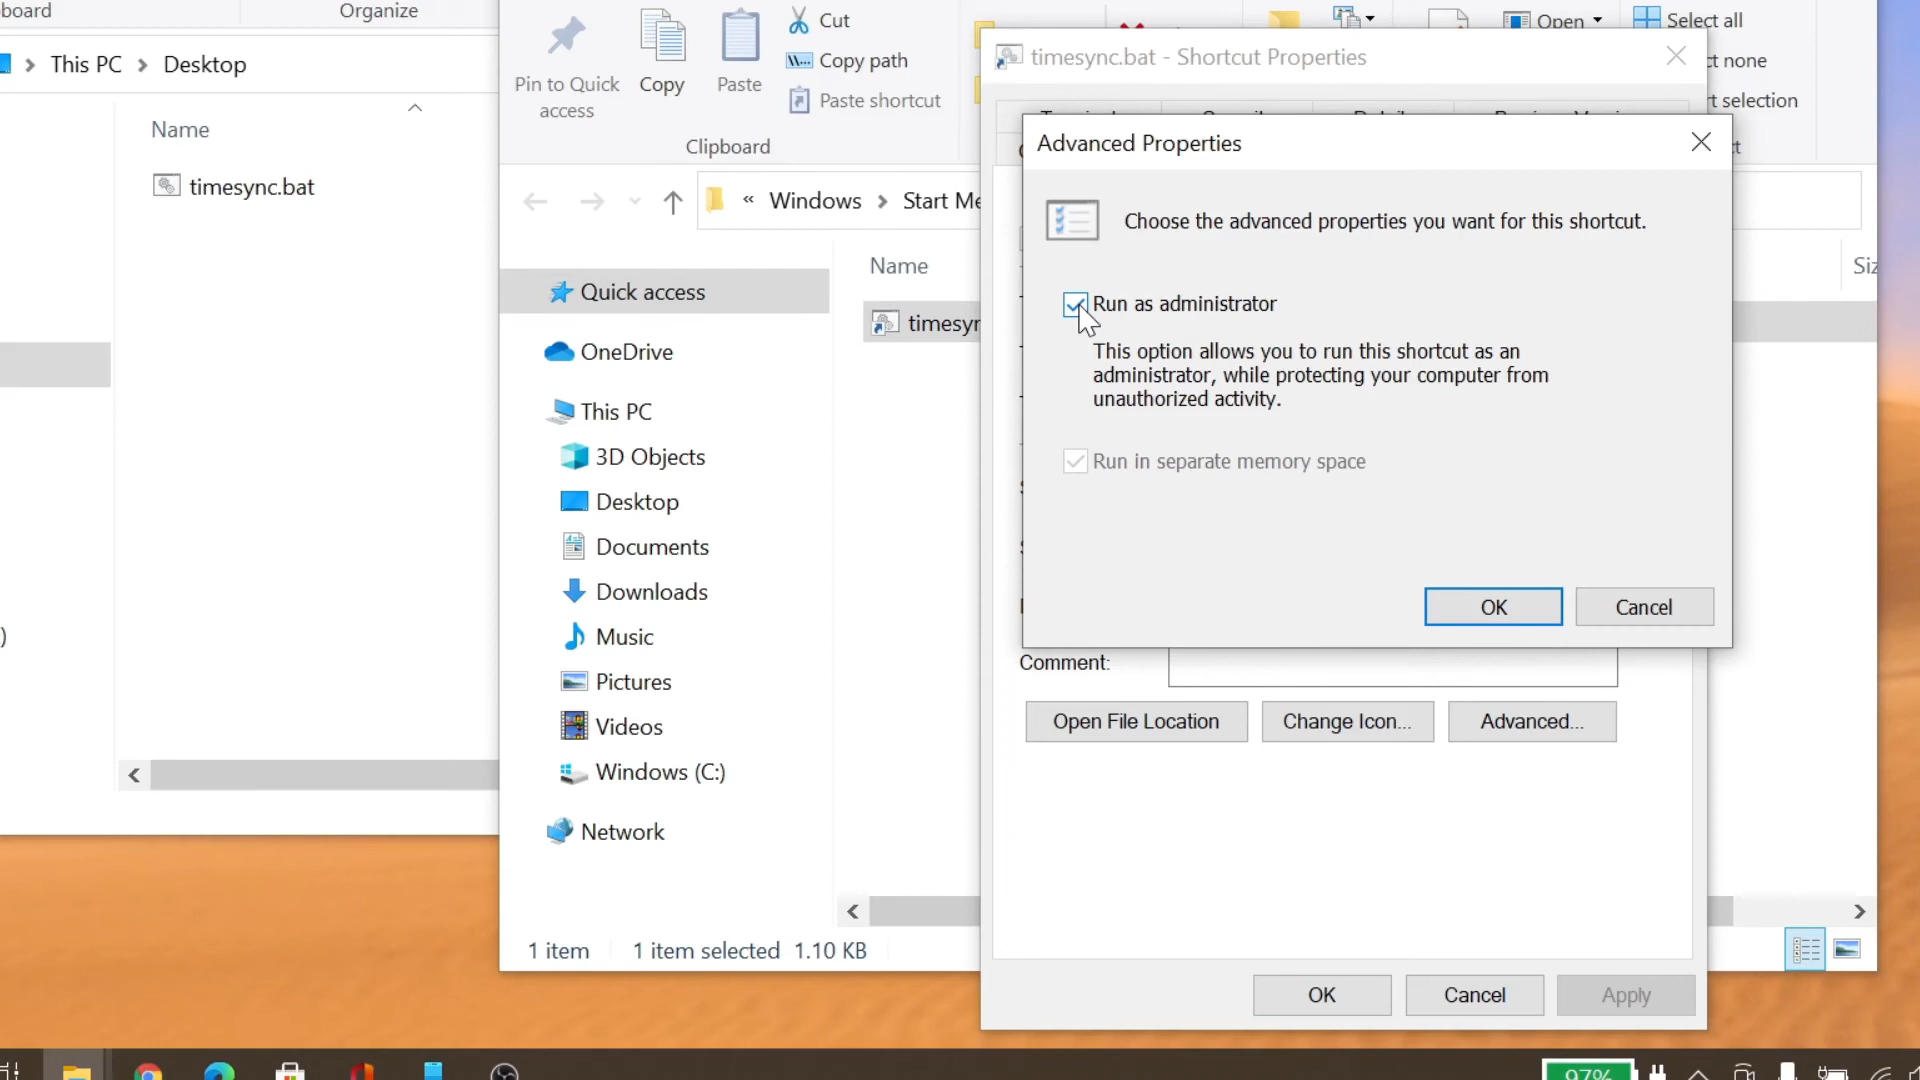 board
Organize
This PC
Desktop
Name
timesync.bat
Pin to Quick
access
Copy
Paste
Cut
Copy path
Paste shortcut
Clipboard
Open
Select all
ct none
rt selection
«
Windows
Start Me
Name
Siz
timesyn
Quick access
OneDrive
This PC
3D Objects
Desktop
Documents
Downloads
Music
Pictures
Videos
Windows (C:)
Network
1 item
1 item selected 1.10 KB
timesync.bat - Shortcut Properties
Advanced Properties
Choose the advanced properties you want for this shortcut.
Run as administrator
This option allows you to run this shortcut as an
administrator, while protecting your computer from
unauthorized activity.
Run in separate memory space
OK
Cancel
Comment:
Open File Location
Change Icon...
Advanced...
OK
Cancel
Apply
97%